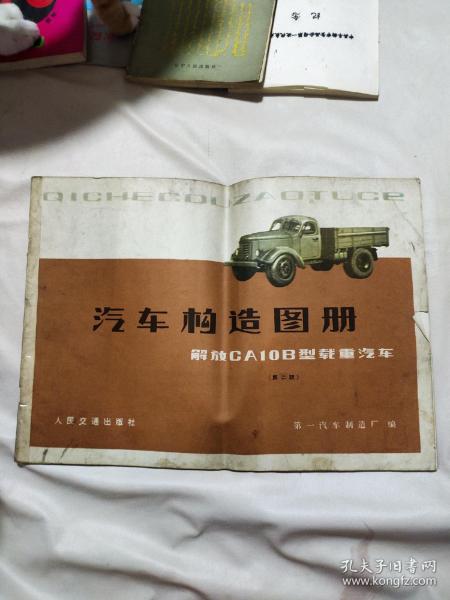 纪念
QICHEGOUZAOTUCE
汽车构造图册
解放CA10B型载重汽车
(第二版)
人民交通出版社
第一汽车制造厂 编
孔夫子旧书网
www.kongfz.com